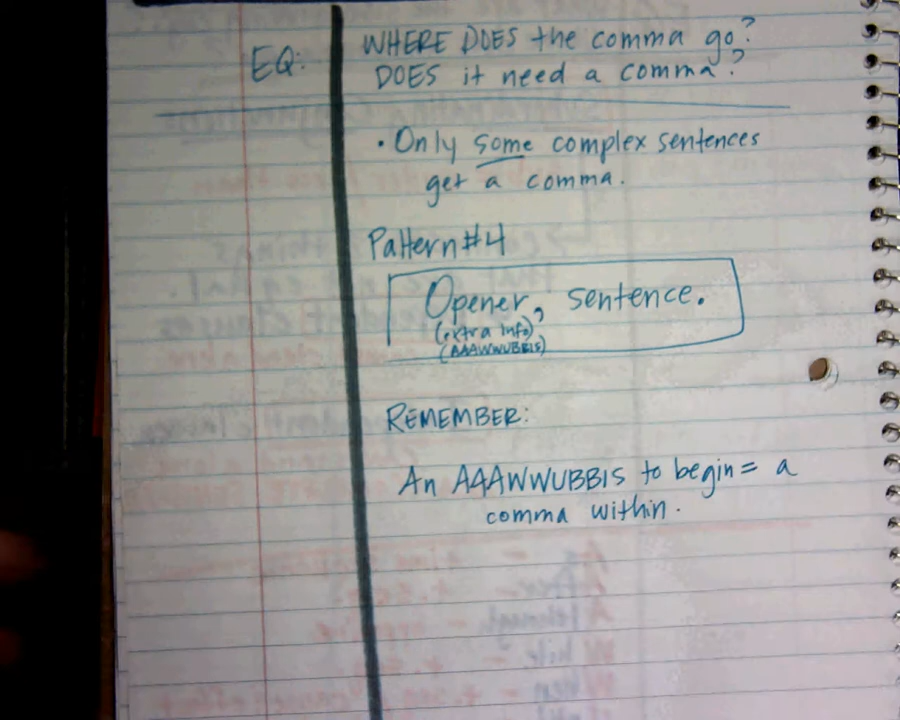 EQ:
WHERE DOES the comma go?
DOES it need a comma?
• Only some complex sentences
get a comma.
Pattern #4
Opener, sentence.
(extra info)
(AAAWWUBBIS)
REMEMBER:
An AAAWWUBBIS to begin = a
comma within.